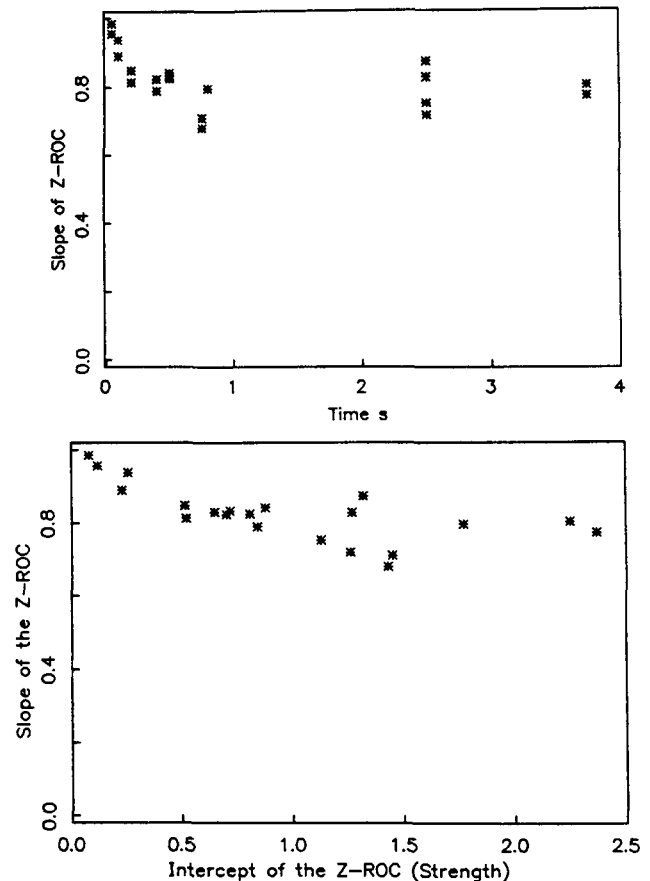 Slope of Z-ROC
0.8
0.4
0.0
0 1 2 3 4
Time s
Slope of the Z-ROC
0.8
0.4
0.0
0.0 0.5 1.0 1.5 2.0 2.5
Intercept of the Z-ROC (Strength)